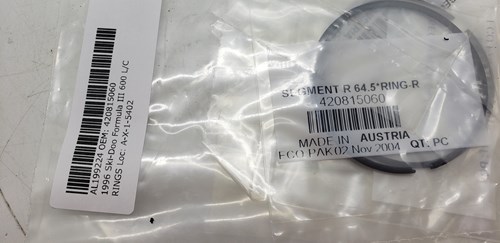 AL199224 OEM: 420815060
1996 Ski-Doo Formula III 600 L/C
RINGS Loc: A-X-1-5402
SEGMENT R 64.5*RING-R
420815060
MADE IN AUSTRIA
ECO PAK 02 Nov 2004 QT. PC